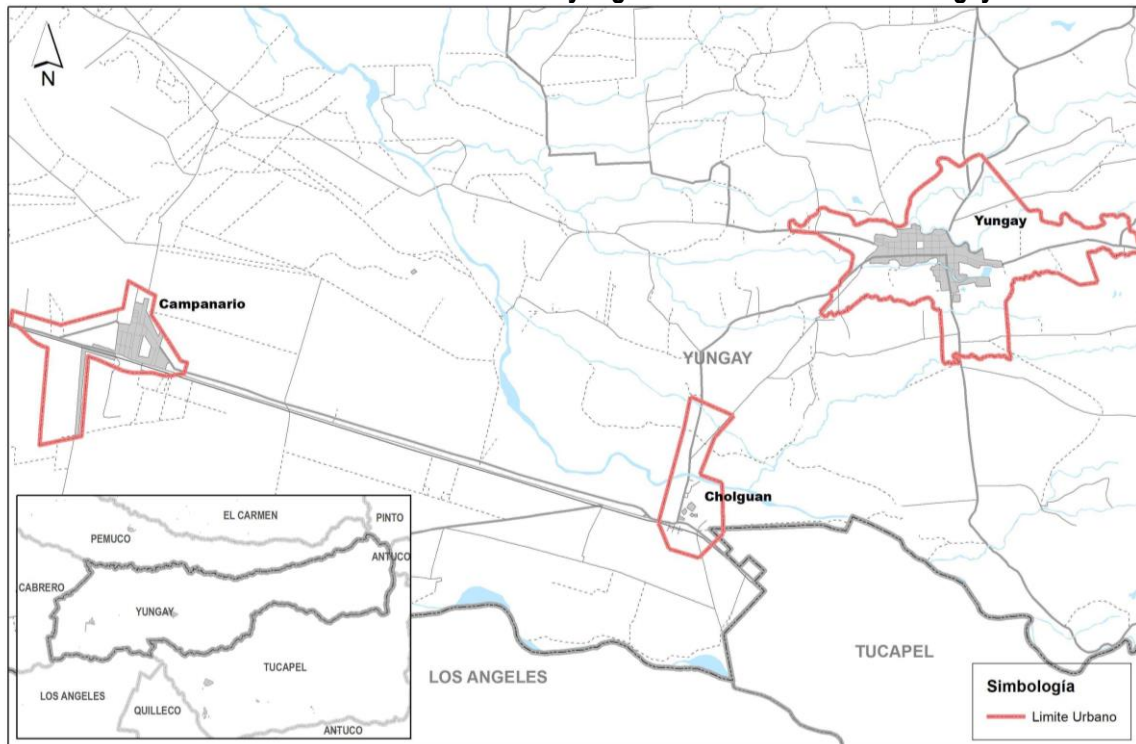 N
Yungay
Campanario
YUNGAY
Cholguan
EL CARMEN
PINTO
PEMUCO
ANTUCO
CABRERO
YUNGAY
TUCAPEL
LOS ANGELES
QUILLECO
ANTUCO
LOS ANGELES
TUCAPEL
Simbología
Limite Urbano